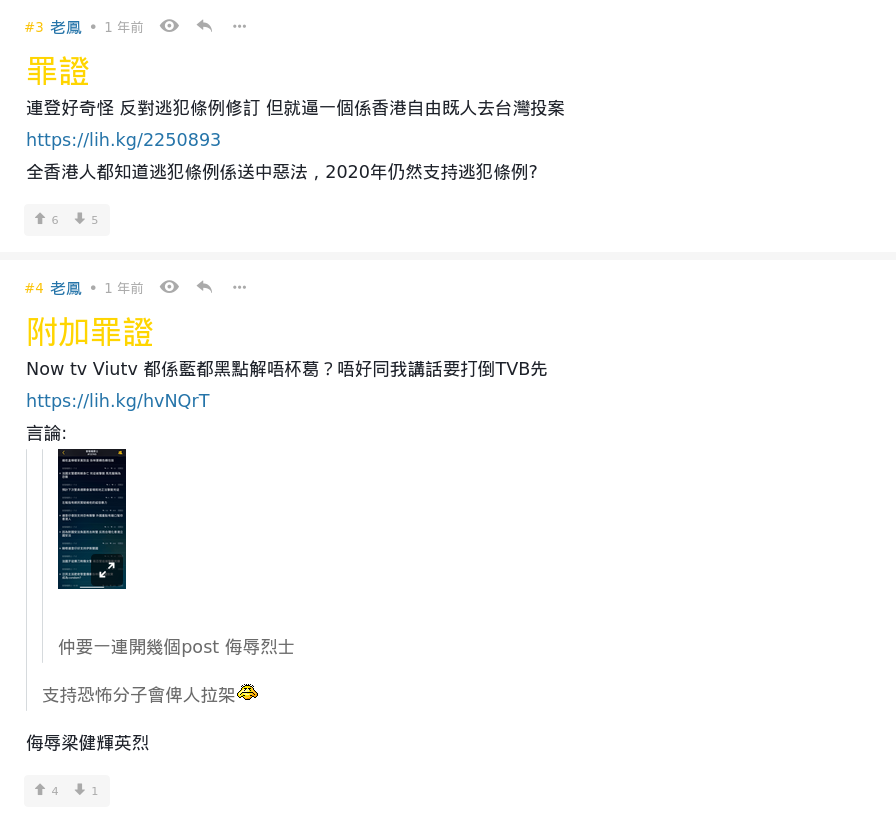 #3 老鳳 • 1 年前
罪證
連登好奇怪 反對逃犯條例修訂 但就逼一個係香港自由既人去台灣投案
https://lih.kg/2250893
全香港人都知道逃犯條例係送中惡法，2020年仍然支持逃犯條例?
6 5
#4 老鳳 • 1 年前
附加罪證
Now tv Viutv 都係藍都黑點解唔杯葛？唔好同我講話要打倒TVB先
https://lih.kg/hvNQrT
言論:
仲要一連開幾個post 侮辱烈士
支持恐怖分子會俾人拉架
侮辱梁健輝英烈
4 1